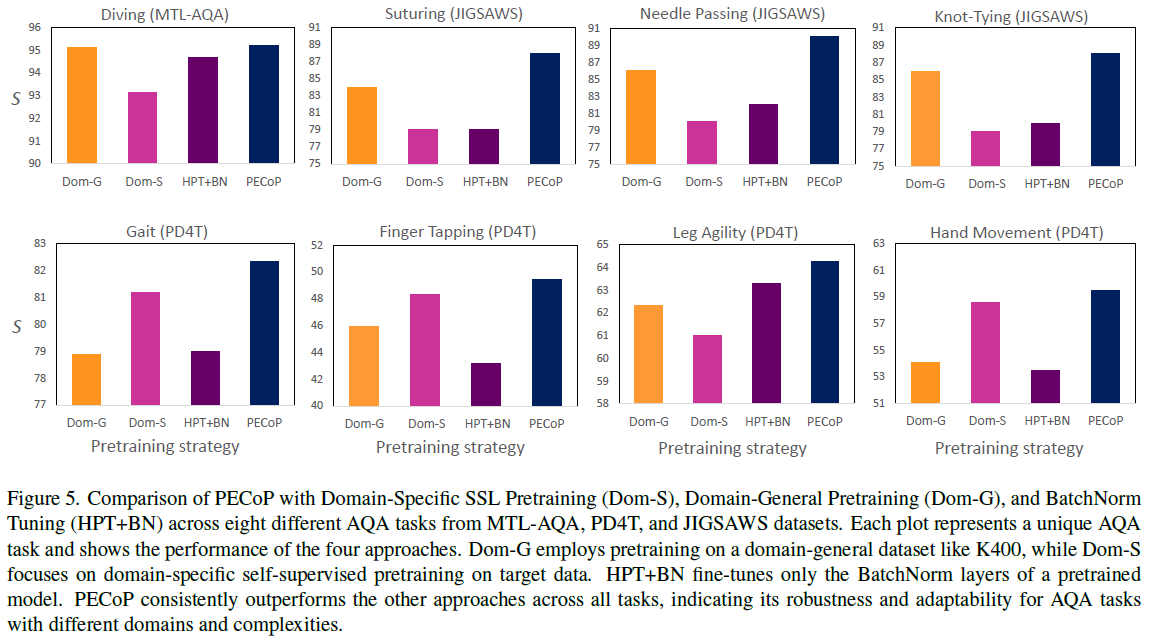 Diving (MTL-AQA)
96
95
94
S 93
92
91
90
Dom-G Dom-S HPT+BN PECoP
Suturing (JIGSAWS)
91
89
87
85
83
81
79
77
75
Dom-G Dom-S HPT+BN PECoP
Needle Passing (JIGSAWS)
91
89
87
85
83
81
79
77
75
Dom-G Dom-S HPT+BN PECoP
Knot-Tying (JIGSAWS)
91
89
87
85
83
81
79
77
75
Dom-G Dom-S HPT+BN PECoP
Gait (PD4T)
83
82
81
S 80
79
78
77
Dom-G Dom-S HPT+BN PECoP
Pretraining strategy
Finger Tapping (PD4T)
52
50
48
46
44
42
40
Dom-G Dom-S HPT+BN PECoP
Leg Agility (PD4T)
65
64
63
62
61
60
59
58
Dom-G Dom-S HPT+BN PECoP
Pretraining strategy
Hand Movement (PD4T)
63
61
59
57
55
53
51
Dom-G Dom-S HPT+BN PECoP
Pretraining strategy
Figure 5. Comparison of PECoP with Domain-Specific SSL Pretraining (Dom-S), Domain-General Pretraining (Dom-G), and BatchNorm
Tuning (HPT+BN) across eight different AQA tasks from MTL-AQA, PD4T, and JIGSAWS datasets. Each plot represents a unique AQA
task and shows the performance of the four approaches. Dom-G employs pretraining on a domain-general dataset like K400, while Dom-S
focuses on domain-specific self-supervised pretraining on target data. HPT+BN fine-tunes only the BatchNorm layers of a pretrained
model. PECoP consistently outperforms the other approaches across all tasks, indicating its robustness and adaptability for AQA tasks
with different domains and complexities.